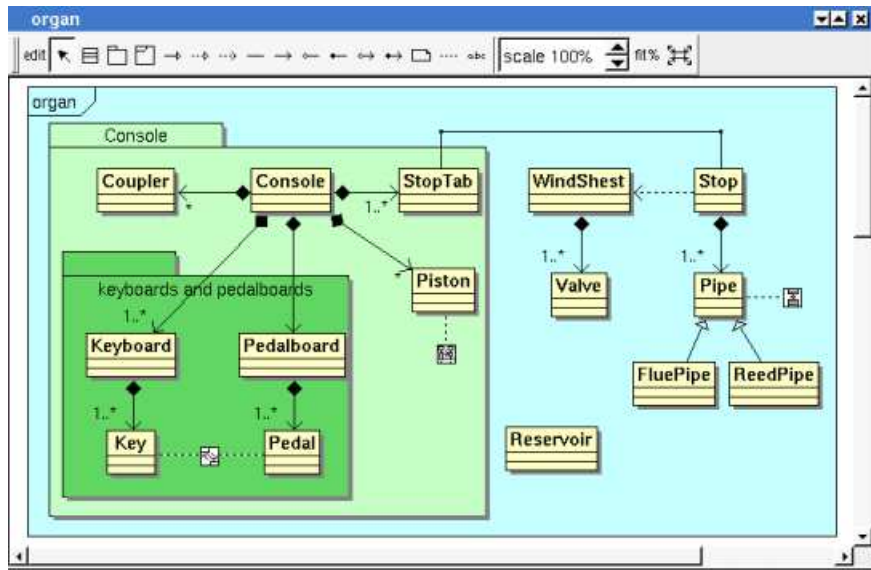 organ
edit
abc
scale 100%
fit%
organ
Console
Coupler
Console
StopTab
WindShest
Stop
*
1..*
1..*
1..*
Piston
*
Valve
Pipe
keyboards and pedalboards
1..*
Keyboard
Pedalboard
FluePipe
ReedPipe
1..*
1..*
Key
Pedal
Reservoir